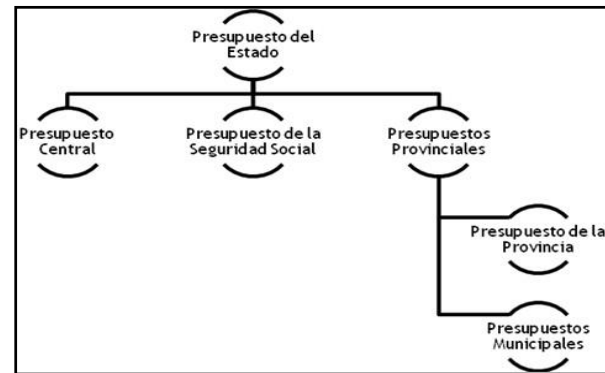 Presupuesto del
Estado
Presupuesto
Central
Presupuesto de la
Seguridad Social
Presupuestos
Provinciales
Presupuesto de la
Provincia
Presupuestos
Municipales